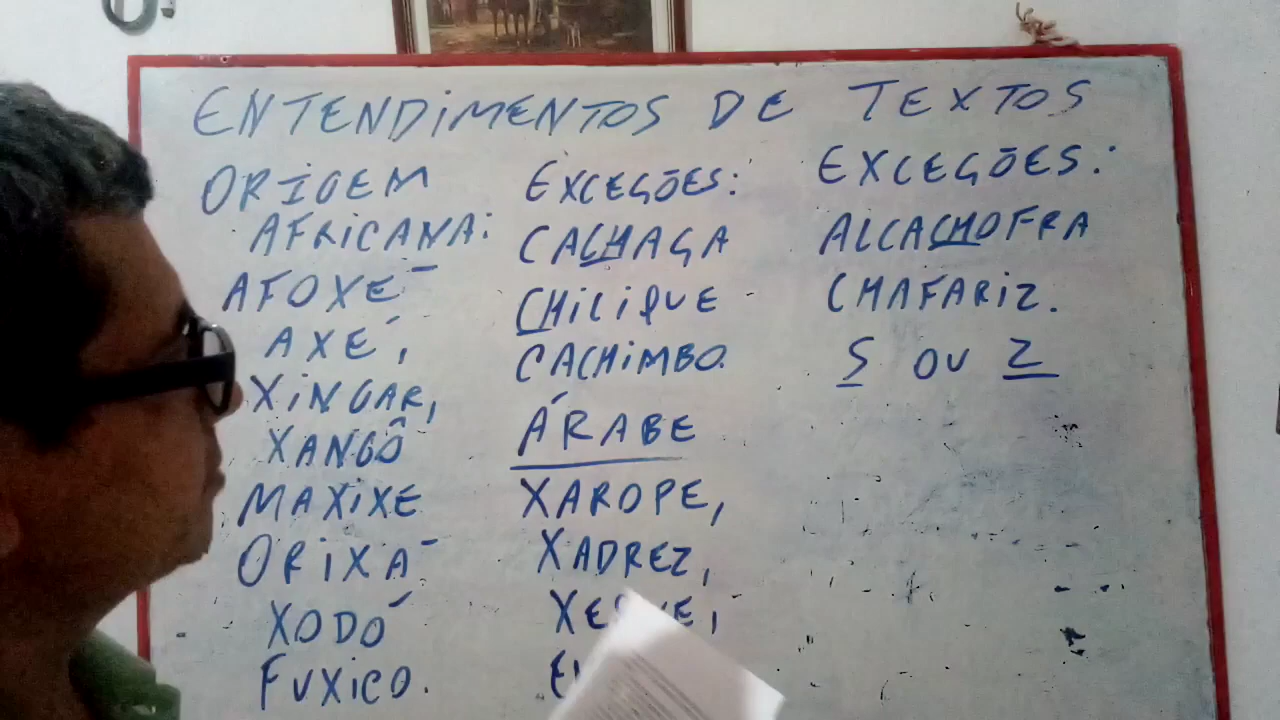 ENTENDIMENTOS DE TEXTOS
ORIGEM
AFRICANA:
AFOXÉ
AXÉ,
XINGAR,
XANGÔ
MAXIXE
ORIXÁ
XODÓ
FUXICO.
EXCEÇÕES:
CACHAÇA
CHILIQUE
CACHIMBO.
ÁRABE
XAROPE,
XADREZ,
EXCEÇÕES:
ALCACHOFRA
CHAFARIZ.
S OU Z